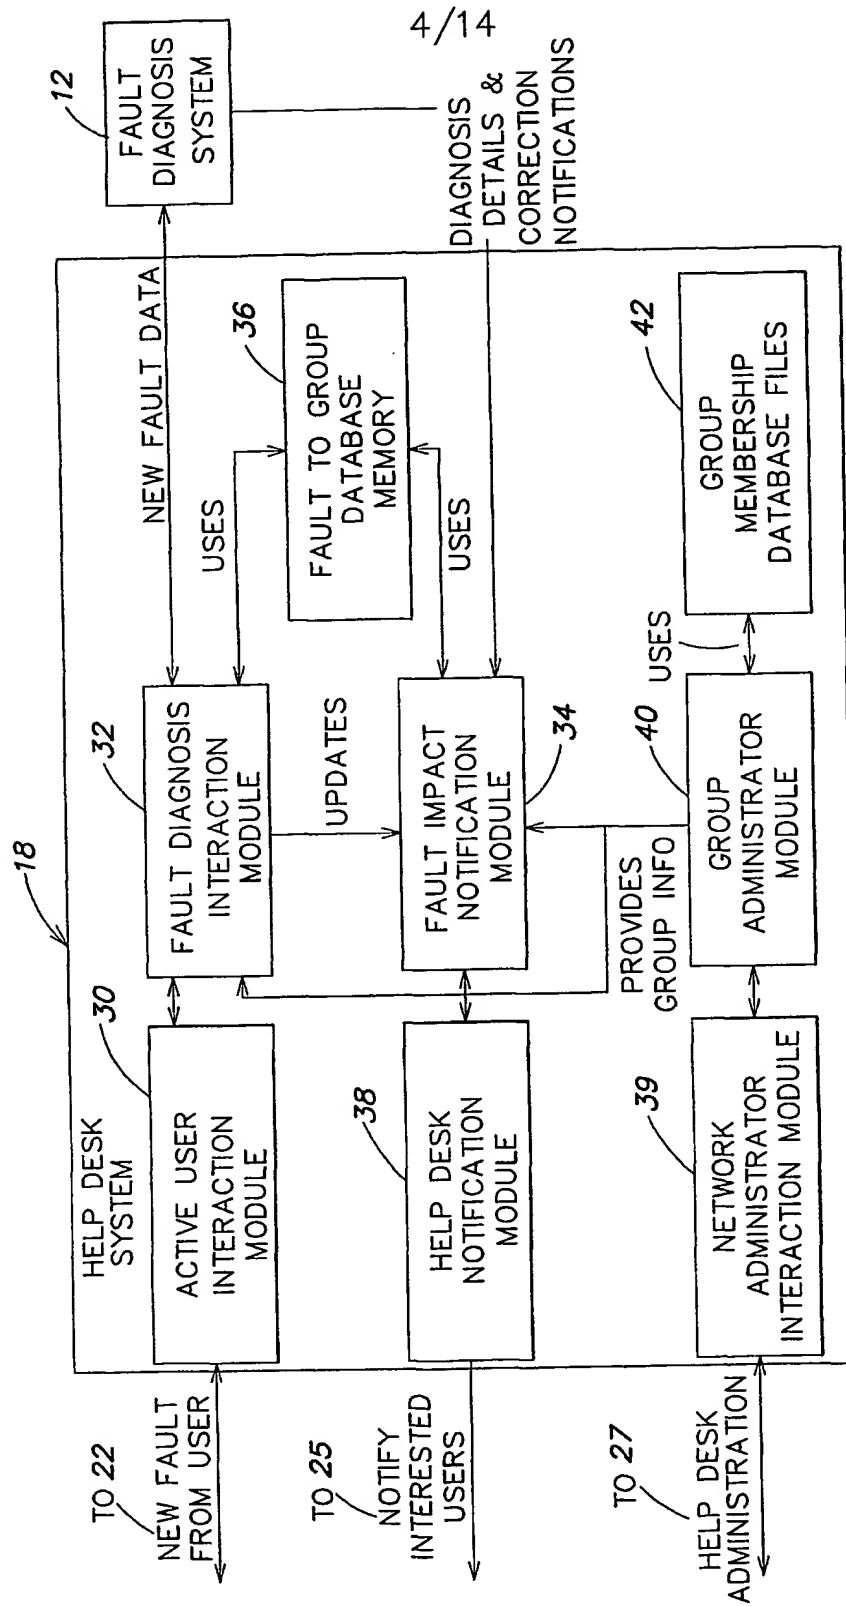 4/14
18
HELP DESK
SYSTEM
TO 22
NEW FAULT
FROM USER
30
ACTIVE USER
INTERACTION
MODULE
32
FAULT DIAGNOSIS
INTERACTION
MODULE
NEW FAULT DATA
12
FAULT
DIAGNOSIS
SYSTEM
USES
36
FAULT TO GROUP
DATABASE
MEMORY
UPDATES
USES
DIAGNOSIS
DETAILS &
CORRECTION
NOTIFICATIONS
TO 25
NOTIFY
INTERESTED
USERS
38
HELP DESK
NOTIFICATION
MODULE
FAULT IMPACT
NOTIFICATION
MODULE
34
PROVIDES
GROUP INFO
TO 27
HELP DESK
ADMINISTRATION
39
NETWORK
ADMINISTRATOR
INTERACTION MODULE
40
GROUP
ADMINISTRATOR
MODULE
USES
42
GROUP
MEMBERSHIP
DATABASE FILES